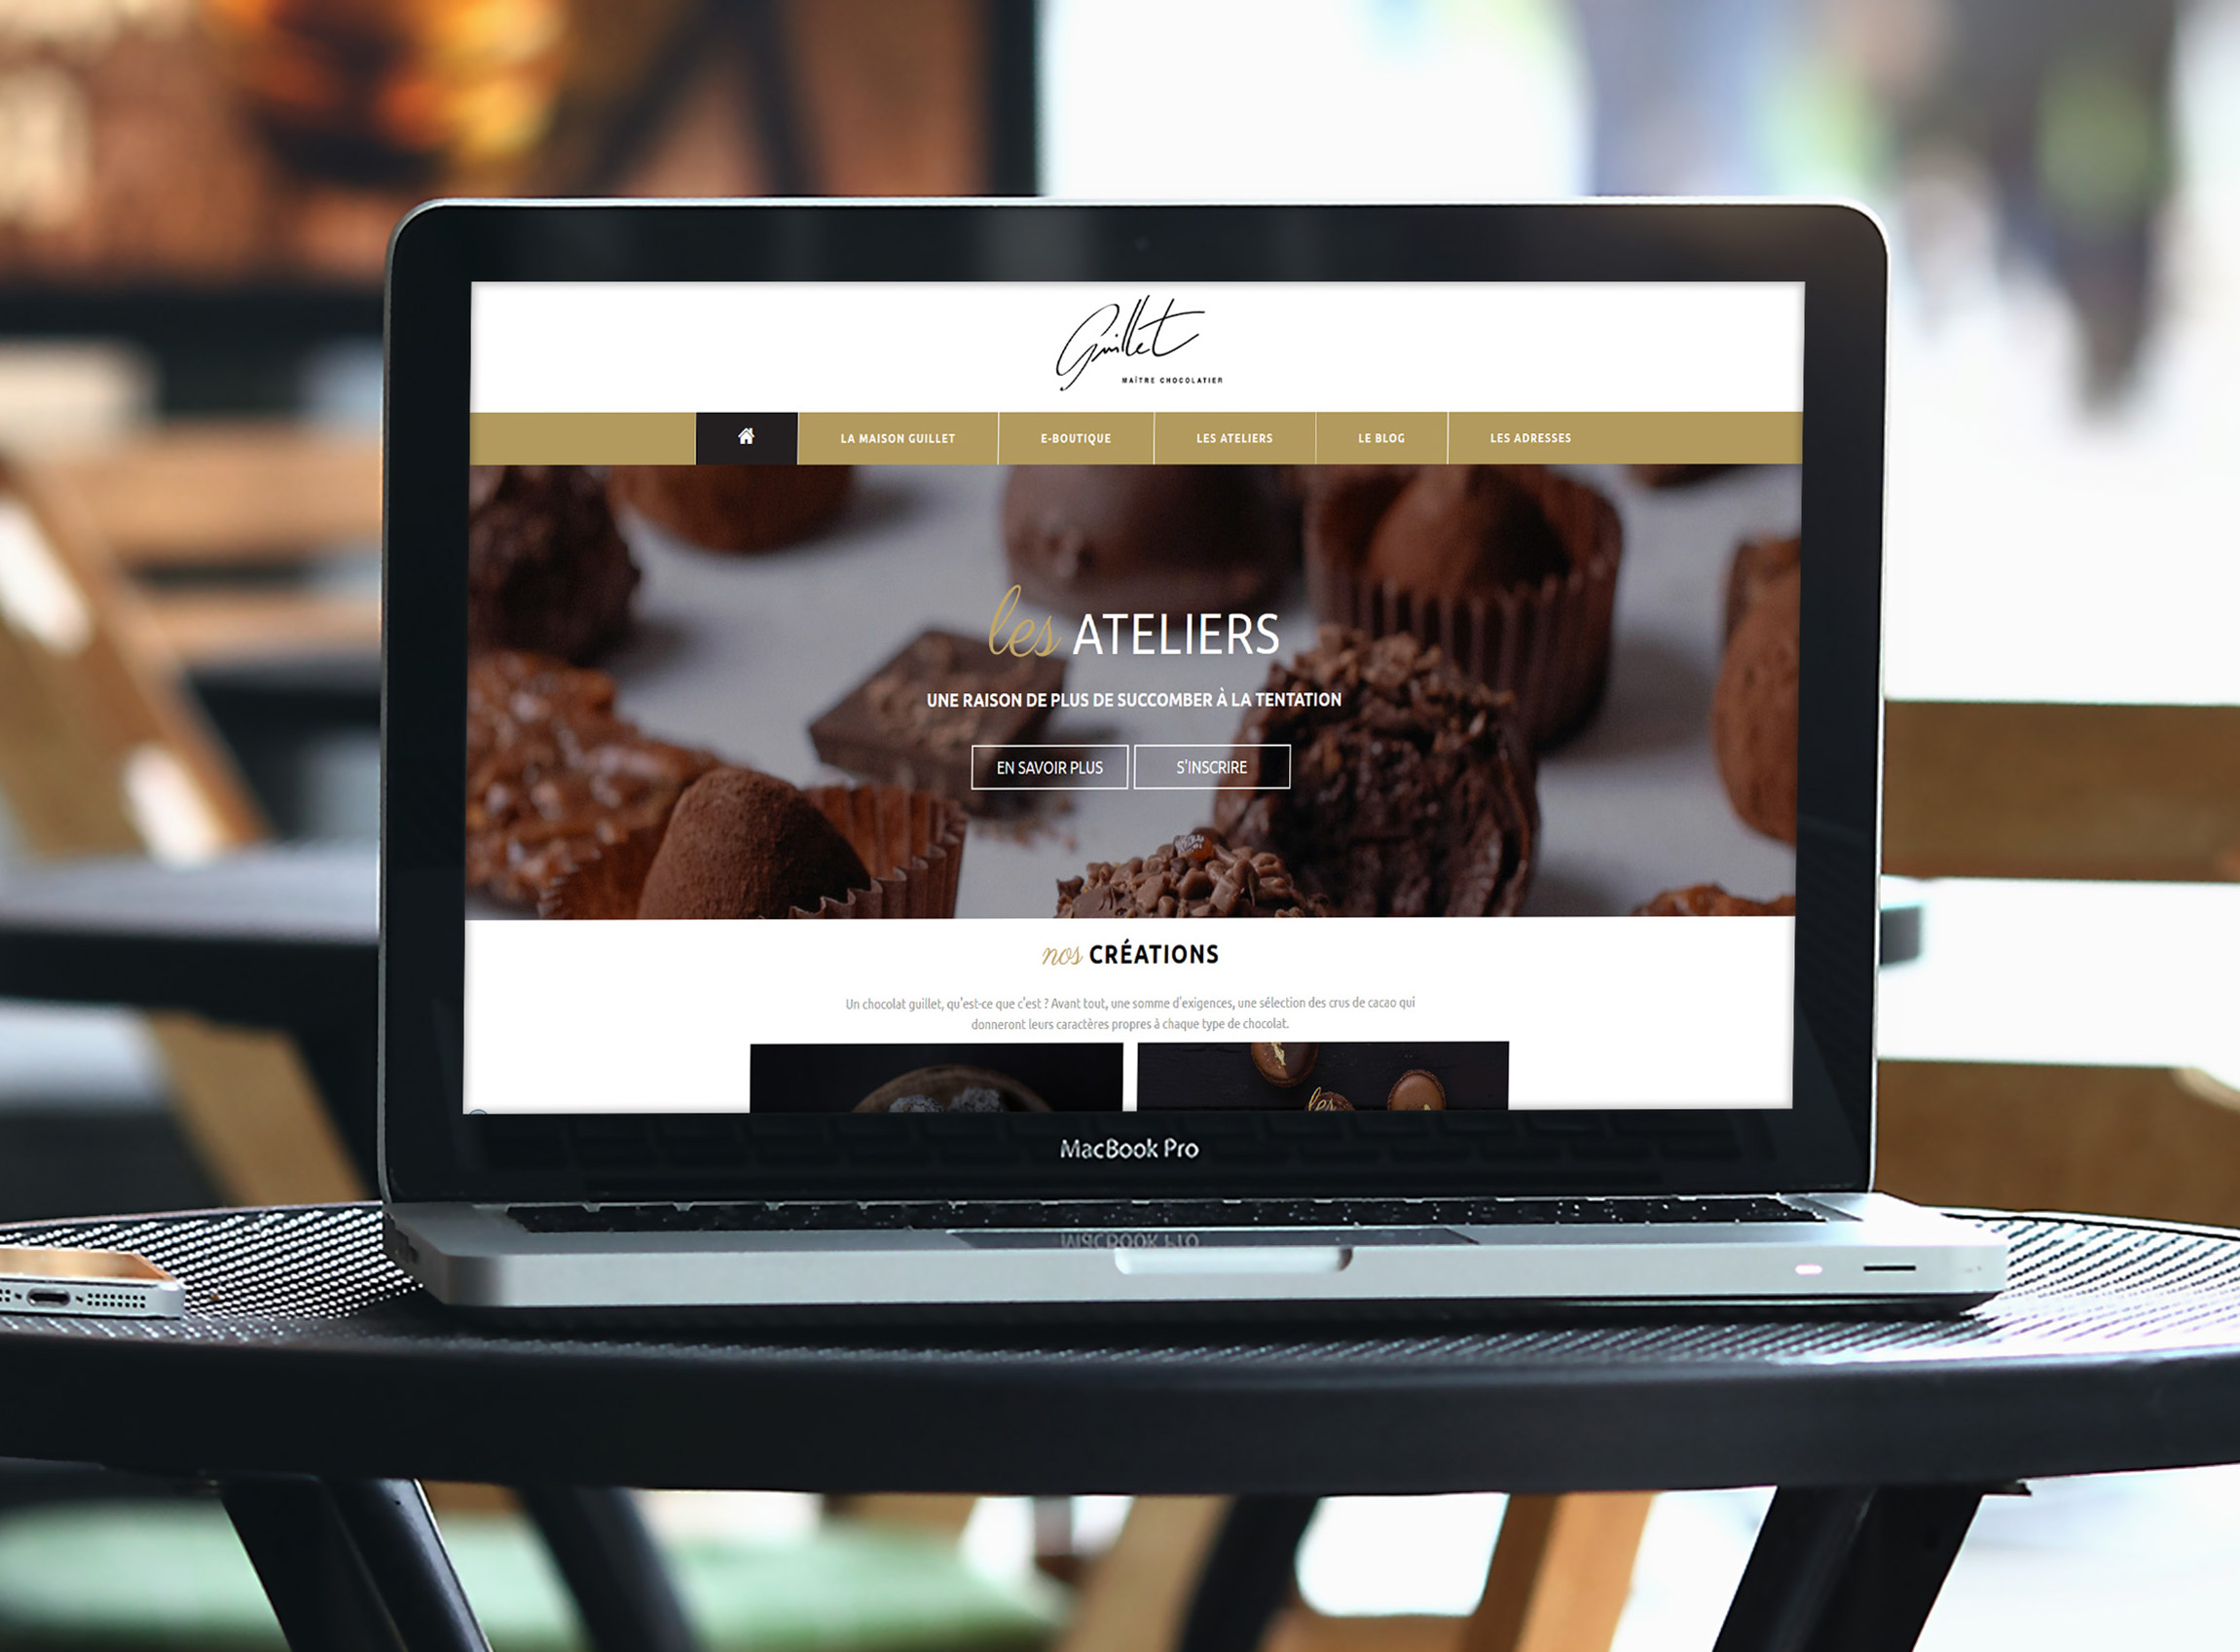 Guillet
MAÎTRE CHOCOLATIER
LA MAISON GUILLET
E-BOUTIQUE
LES ATELIERS
LE BLOG
LES ADRESSES
les ATELIERS
UNE RAISON DE PLUS DE SUCCOMBER À LA TENTATION
EN SAVOIR PLUS
S'INSCRIRE
nos CRÉATIONS
Un chocolat guillet, qu'est-ce que c'est ? Avant tout, une somme d'exigences, une sélection des crus de cacao qui
donneront leurs caractères propres à chaque type de chocolat.
les
MacBook Pro